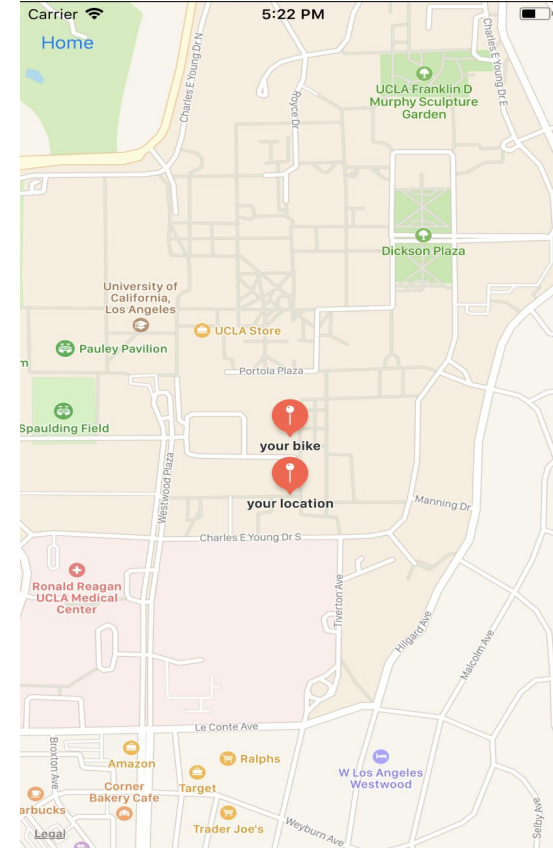 Carrier
5:22 PM
Home
Charles E Young Dr N
Royce Dr
Charles E Young Dr E
UCLA Franklin D
Murphy Sculpture
Garden
Dickson Plaza
University of
California,
Los Angeles
UCLA Store
Pauley Pavilion
m
Portola Plaza
Spaulding Field
your bike
Westwood Plaza
your location
Manning Dr
Charles E Young Dr S
Ronald Reagan
UCLA Medical
Center
Tiverton Ave
Hilgard Ave
Malcolm Ave
Le Conte Ave
Broxton Ave
Amazon
Ralphs
W Los Angeles
Westwood
Corner
Bakery Cafe
Target
arbucks
Trader Joe's
Weyburn Ave
Selby Ave
Legal